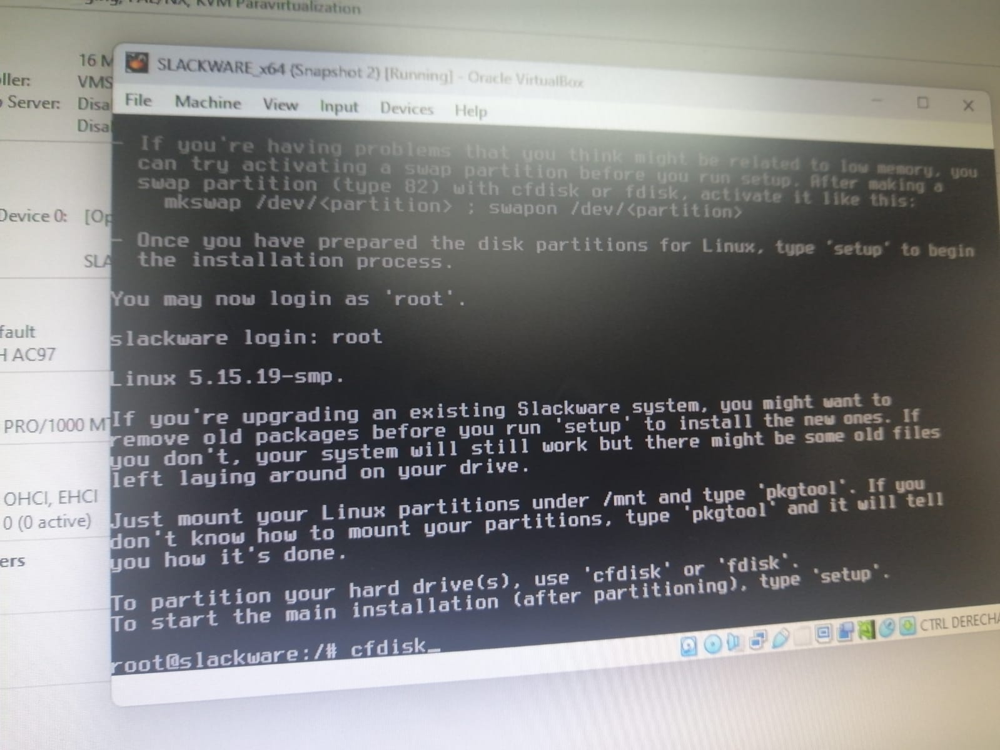 KVM Paravirtualization
16 M
ller:
VMS
Server:
Disa
Disa
Device 0:
[Op
SLA
fault
H AC97
PRO/1000 MT
OHCI, EHCI
0 (0 active)
ers
SLACKWARE_x64 (Snapshot 2) [Running] - Oracle VirtualBox
File Machine View Input Devices Help
- If you're having problems that you think might be related to low memory, you
can try activating a swap partition before you run setup. After making a
swap partition (type 82) with cfdisk or fdisk, activate it like this:
mkswap /dev/<partition> ; swapon /dev/<partition>
- Once you have prepared the disk partitions for Linux, type 'setup' to begin
the installation process.
You may now login as 'root'.
slackware login: root
Linux 5.15.19-smp.
If you're upgrading an existing Slackware system, you might want to
remove old packages before you run 'setup' to install the new ones. If
you don't, your system will still work but there might be some old files
left laying around on your drive.
Just mount your Linux partitions under /mnt and type 'pkgtool'. If you
don't know how to mount your partitions, type 'pkgtool' and it will tell
you how it's done.
To partition your hard drive(s), use 'cfdisk' or 'fdisk'.
To start the main installation (after partitioning), type 'setup'.
root@slackware:/# cfdisk_
CTRL DERECHA